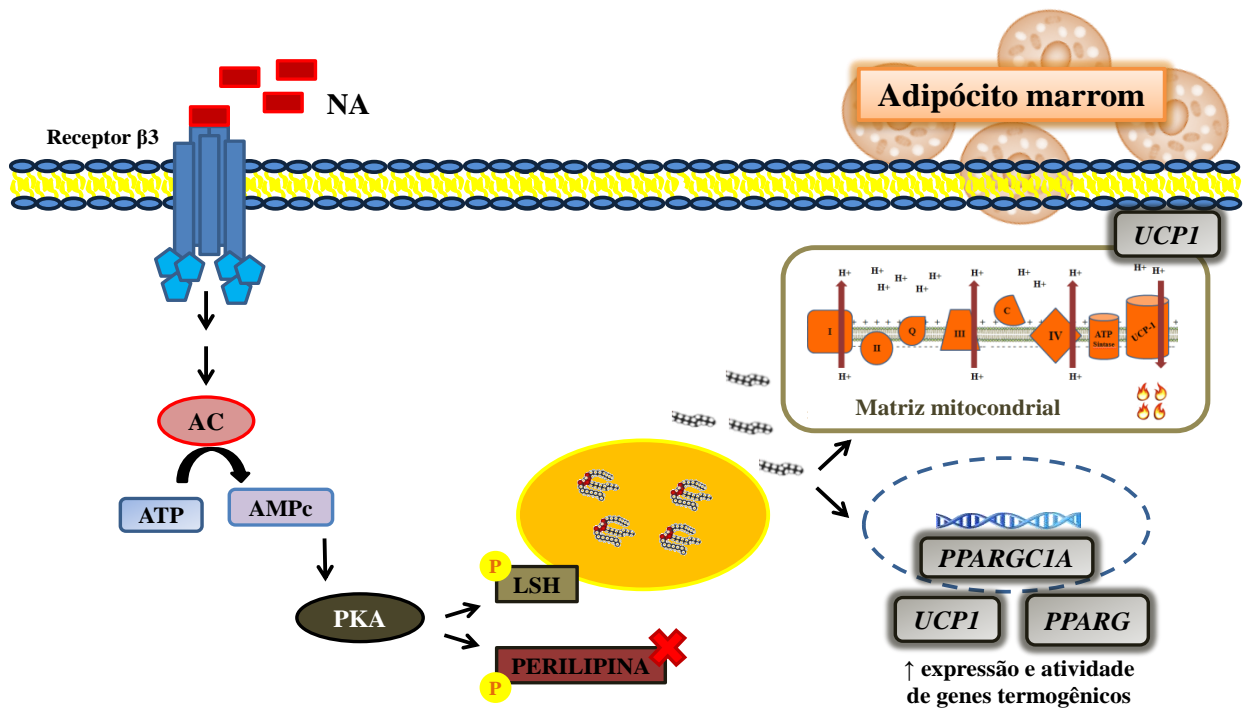 NA
Receptor β3
Adipócito marrom
UCP1
H+
H+
H+
H+
H+
H+
H+
H+
C
H+
H+
H+
H+
I
+ + + + + + +
II
Q
III
IV
ATP
Sintase
UCP-1
H+
H+
H+
Matriz mitocondrial
AC
ATP
AMPc
PKA
P
LSH
PERILIPINA
P
PPARGC1A
UCP1
PPARG
↑ expressão e atividade
de genes termogênicos